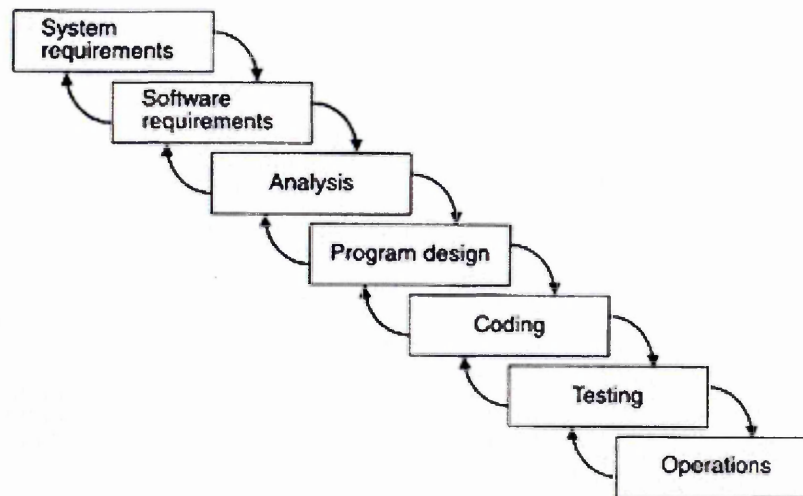 System
requirements
Software
requirements
Analysis
Program design
Coding
Testing
Operations